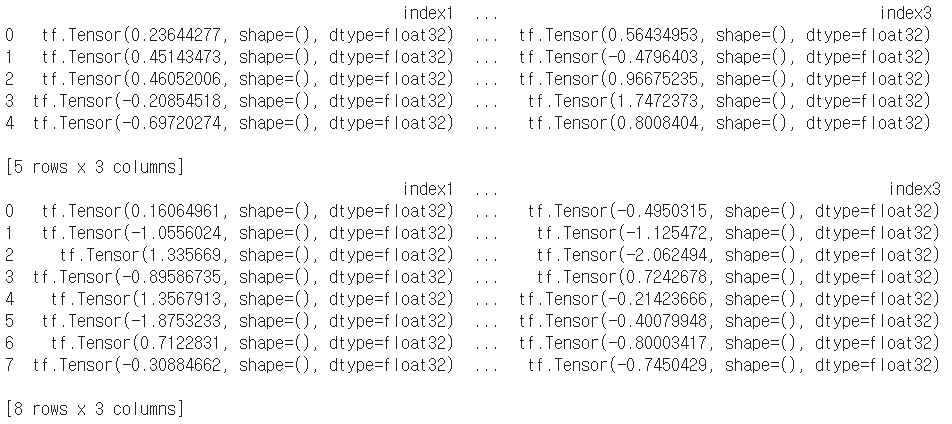 index1 ... index3
0 tf.Tensor(0.23644277, shape=(), dtype=float32) ... tf.Tensor(0.56434953, shape=(), dtype=float32)
1 tf.Tensor(0.45143473, shape=(), dtype=float32) ... tf.Tensor(-0.4796403, shape=(), dtype=float32)
2 tf.Tensor(0.46052006, shape=(), dtype=float32) ... tf.Tensor(0.96675235, shape=(), dtype=float32)
3 tf.Tensor(-0.20854518, shape=(), dtype=float32) ... tf.Tensor(1.7472373, shape=(), dtype=float32)
4 tf.Tensor(-0.69720274, shape=(), dtype=float32) ... tf.Tensor(0.8008404, shape=(), dtype=float32)
[5 rows x 3 columns]
index1 ... index3
0 tf.Tensor(0.16064961, shape=(), dtype=float32) ... tf.Tensor(-0.4950315, shape=(), dtype=float32)
1 tf.Tensor(-1.0556024, shape=(), dtype=float32) ... tf.Tensor(-1.125472, shape=(), dtype=float32)
2 tf.Tensor(1.335669, shape=(), dtype=float32) ... tf.Tensor(-2.062494, shape=(), dtype=float32)
3 tf.Tensor(-0.89586735, shape=(), dtype=float32) ... tf.Tensor(0.7242678, shape=(), dtype=float32)
4 tf.Tensor(1.3567913, shape=(), dtype=float32) ... tf.Tensor(-0.21423666, shape=(), dtype=float32)
5 tf.Tensor(-1.8753233, shape=(), dtype=float32) ... tf.Tensor(-0.40079948, shape=(), dtype=float32)
6 tf.Tensor(0.7122831, shape=(), dtype=float32) ... tf.Tensor(-0.80003417, shape=(), dtype=float32)
7 tf.Tensor(-0.30884662, shape=(), dtype=float32) ... tf.Tensor(-0.7450429, shape=(), dtype=float32)
[8 rows x 3 columns]